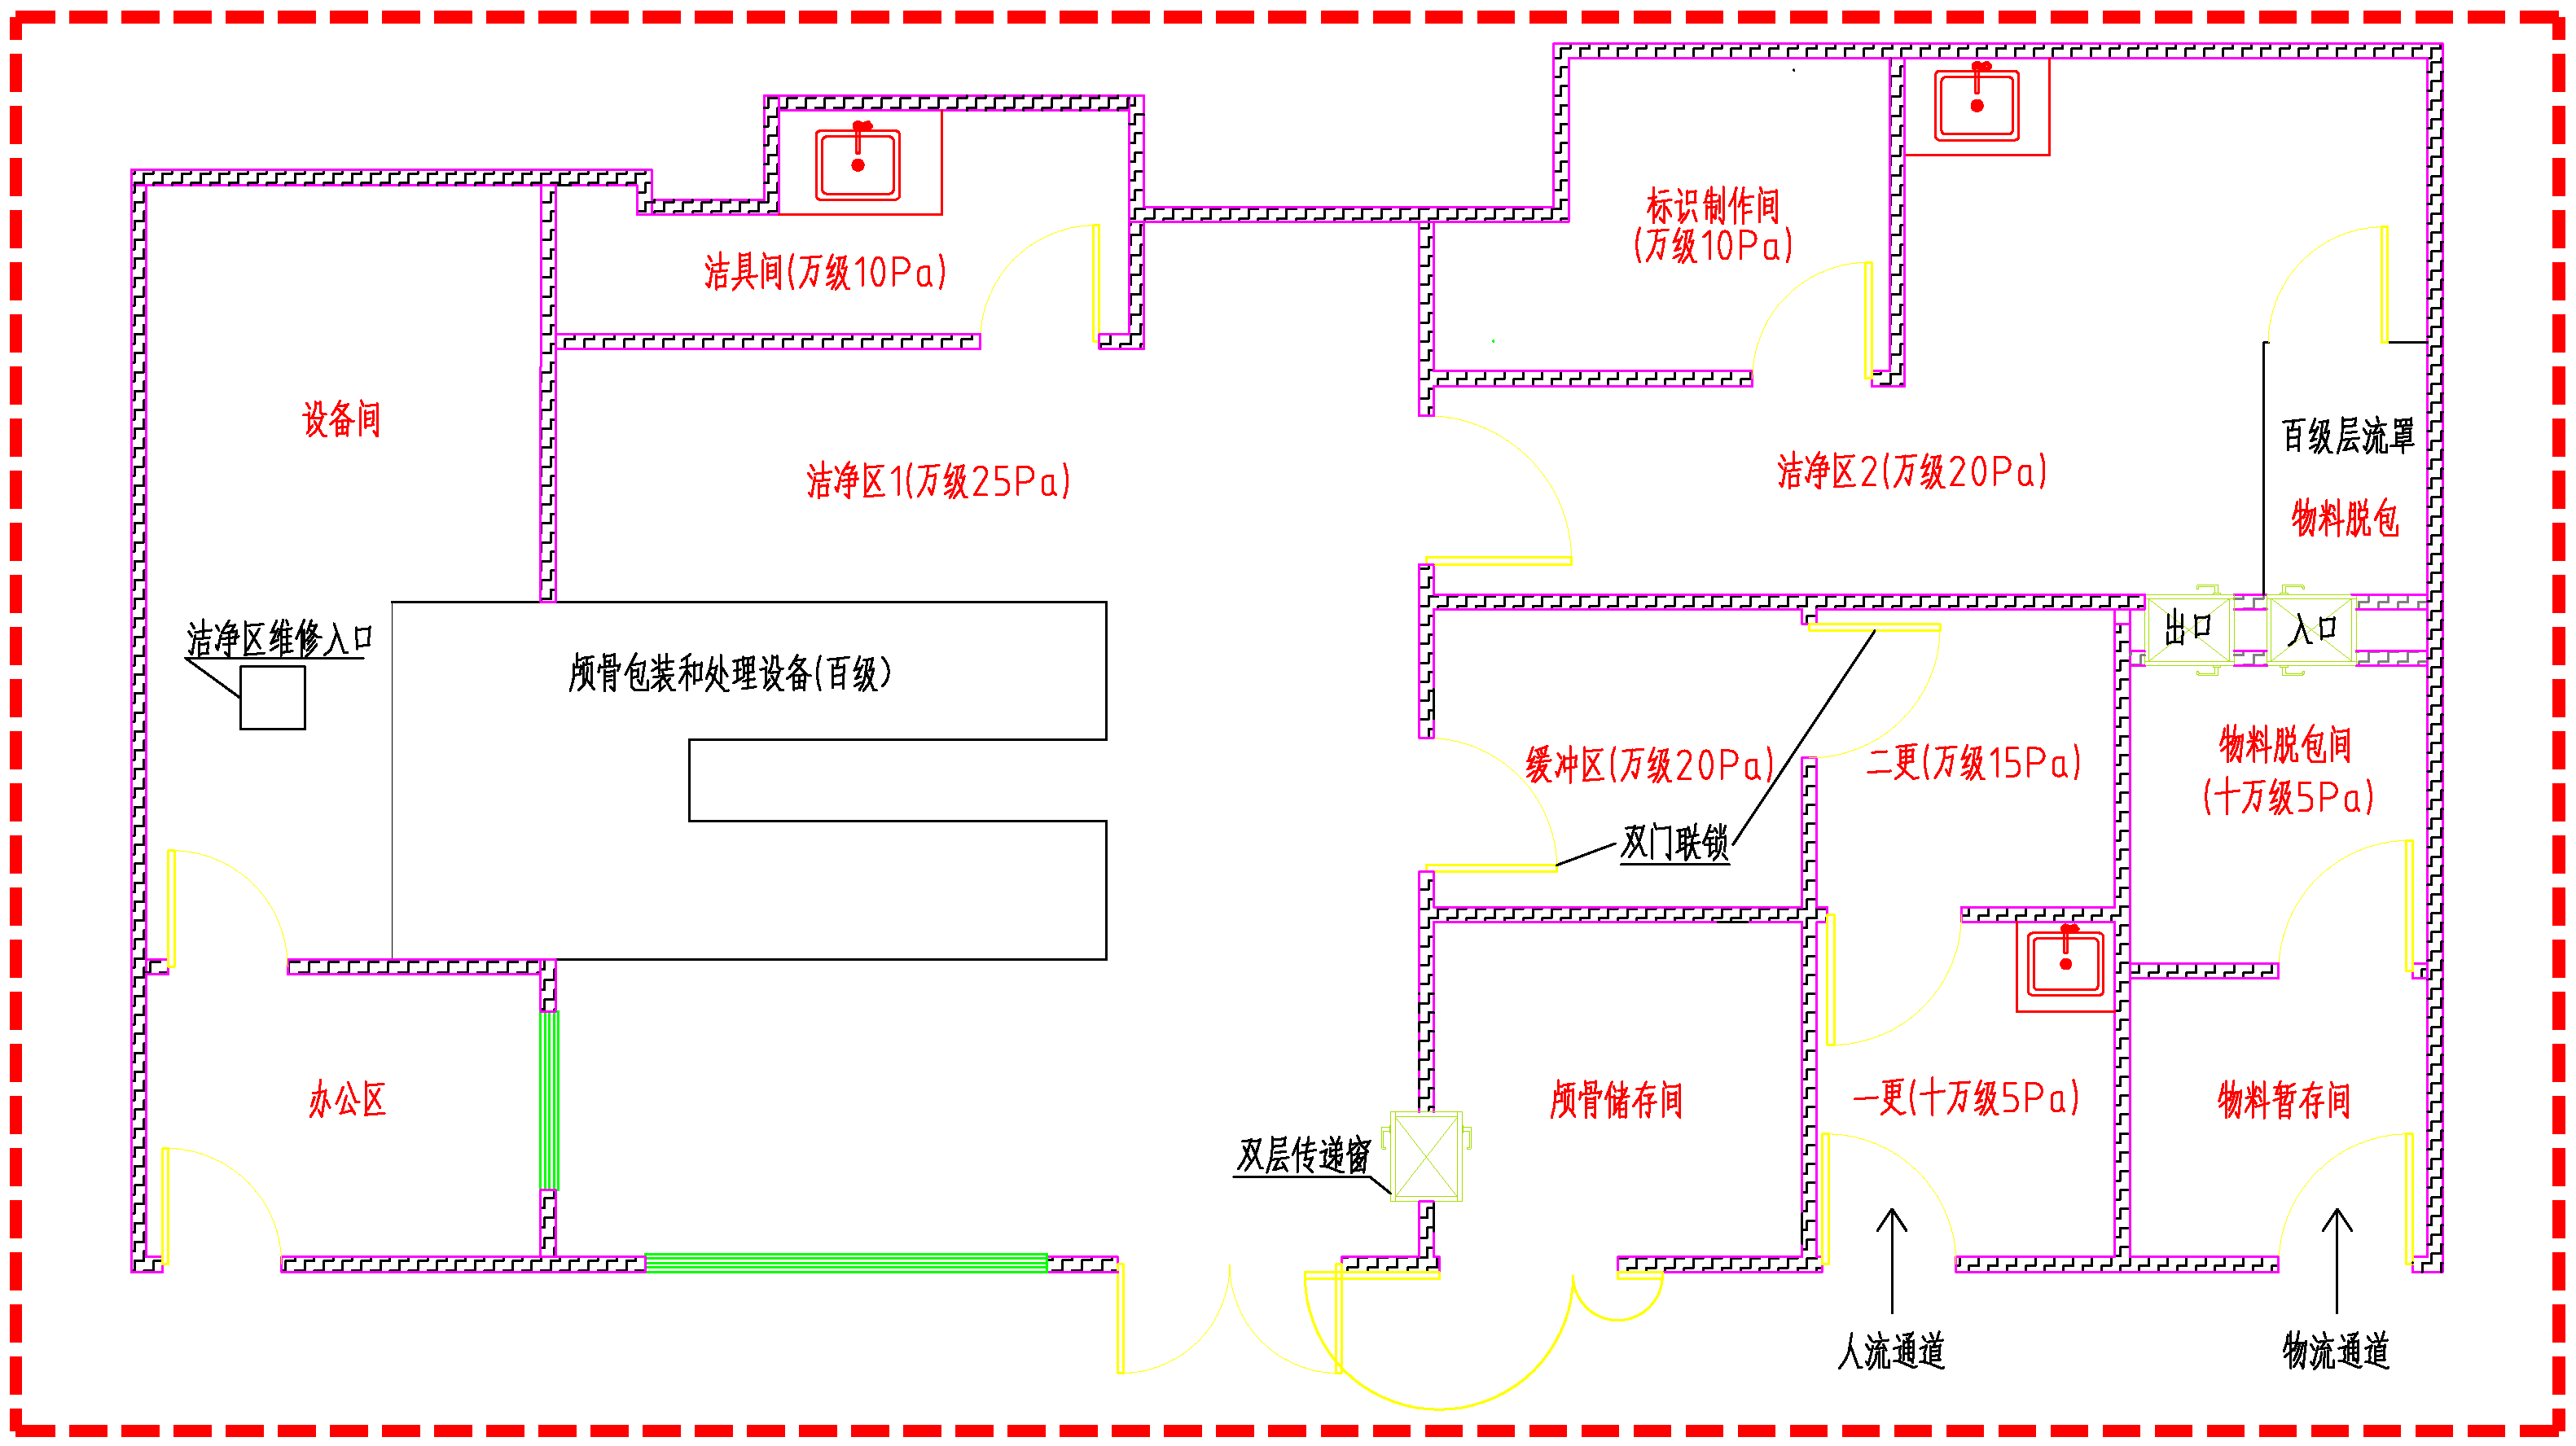 标识制作间
(万级10Pa)
洁具间(万级10Pa)
设备间
洁净区1(万级25Pa)
洁净区2(万级20Pa)
百级层流罩
物料脱包
洁净区维修入口
颅骨包装和处理设备(百级)
出口
入口
缓冲区(万级20Pa)
二更(万级15Pa)
物料脱包间
(十万级5Pa)
双门联锁
办公区
颅骨储存间
一更(十万级5Pa)
物料暂存间
双层传递窗
人流通道
物流通道